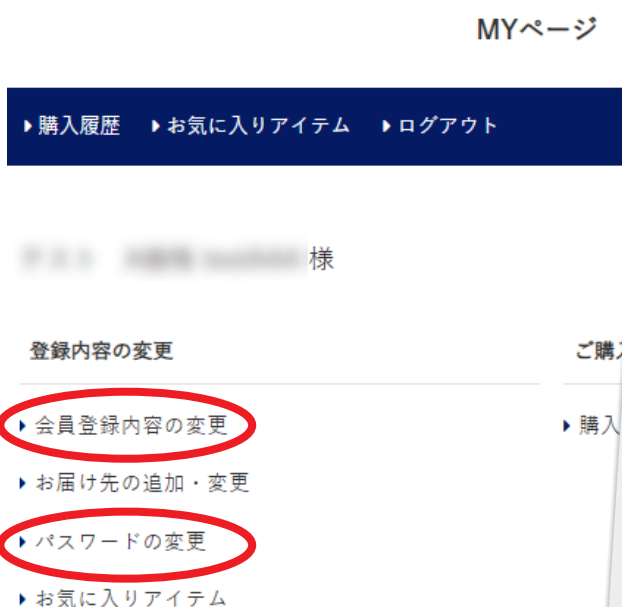 MYページ
購入履歴 お気に入りアイテム ログアウト
様
登録内容の変更
ご購
会員登録内容の変更
購入
お届け先の追加・変更
パスワードの変更
お気に入りアイテム